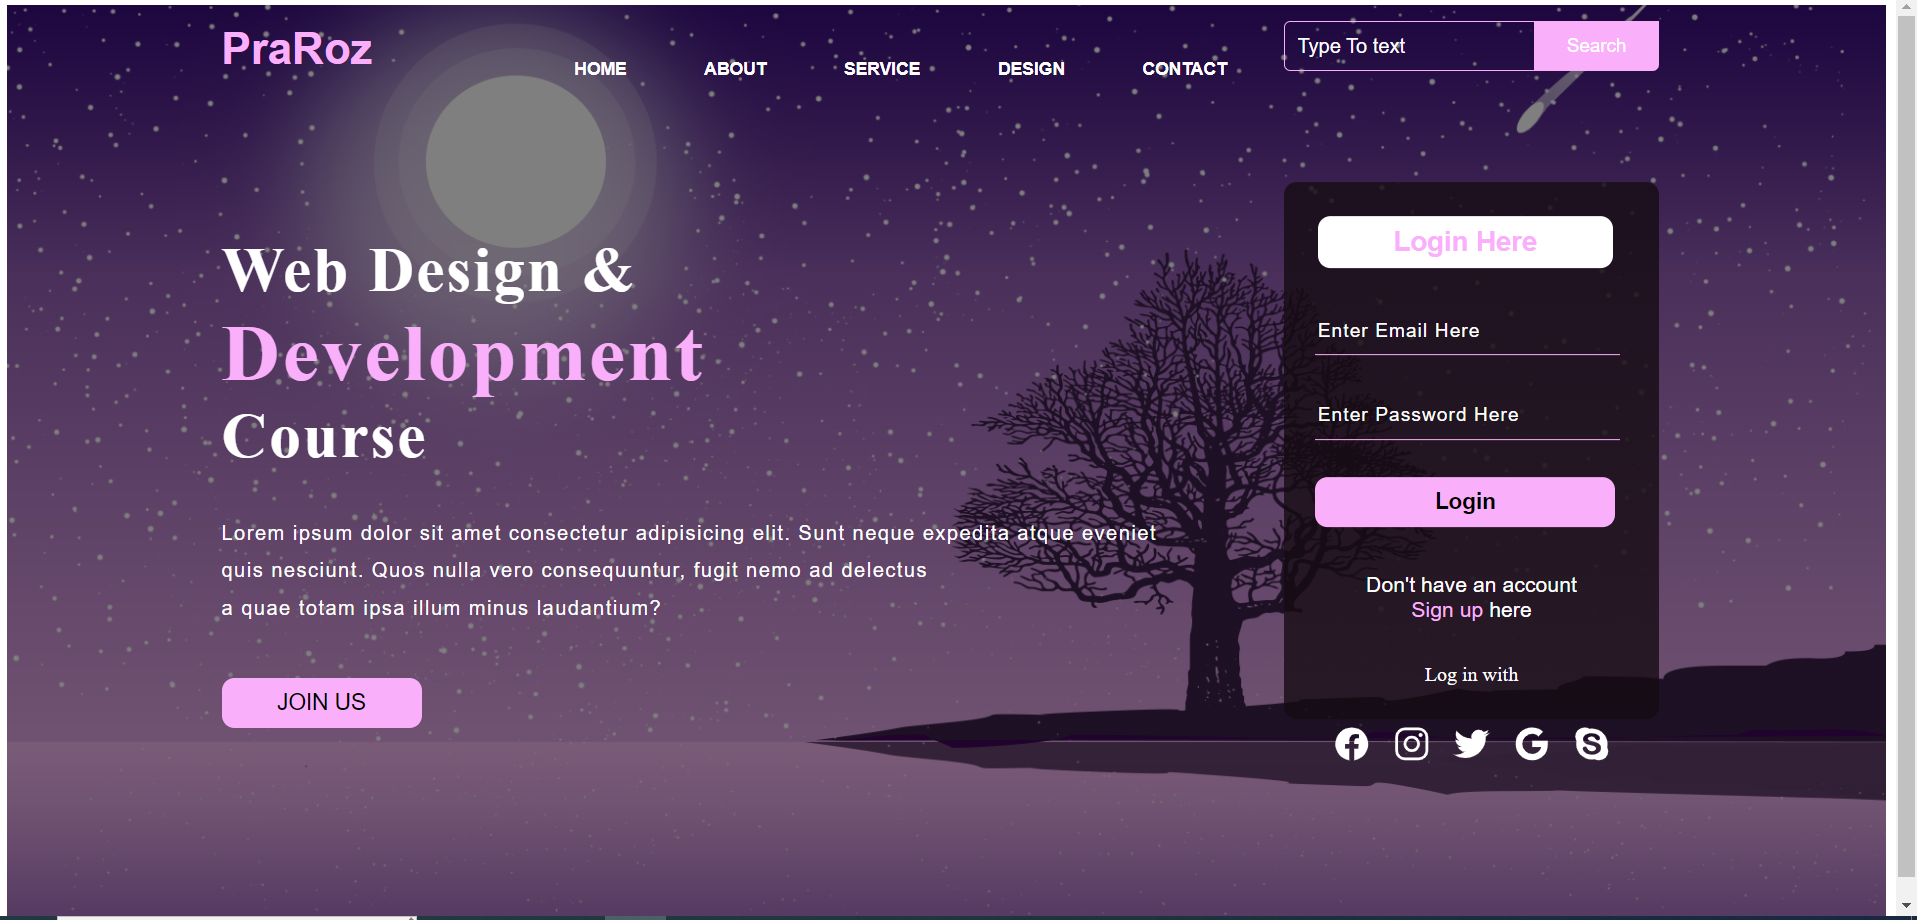 PraRoz
HOME ABOUT SERVICE DESIGN CONTACT
Type To text
Search
Web Design &
Development
Course
Lorem ipsum dolor sit amet consectetur adipisicing elit. Sunt neque expedita atque eveniet
quis nesciunt. Quos nulla vero consequuntur, fugit nemo ad delectus
a quae totam ipsa illum minus laudantium?
JOIN US
Login Here
Enter Email Here
Enter Password Here
Login
Don't have an account
Sign up here
Log in with